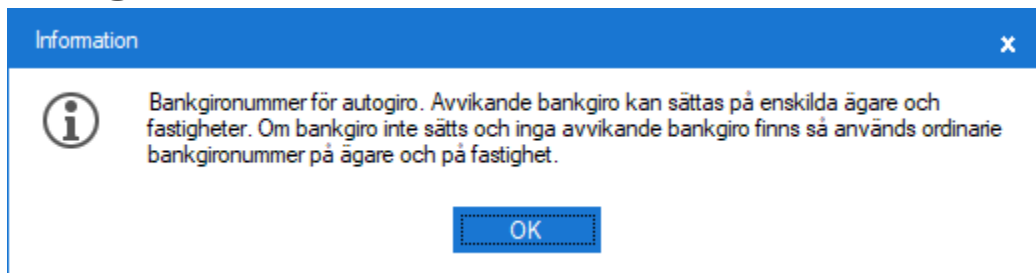 Information
Bankgironummer för autogiro. Avvikande bankgiro kan sättas på enskilda ägare och
fastigheter. Om bankgiro inte sätts och inga avvikande bankgiro finns så används ordinarie
bankgironummer på ägare och på fastighet.
OK